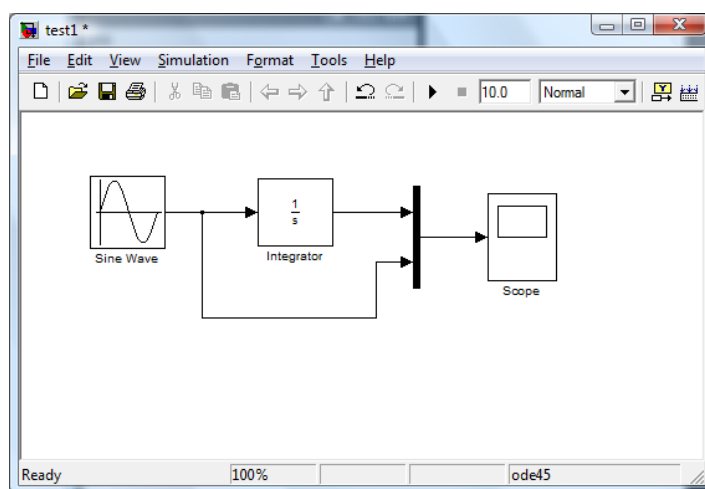 test1 *
File Edit View Simulation Format Tools Help
10.0 Normal
1
s
Sine Wave
Integrator
Scope
Ready 100% ode45